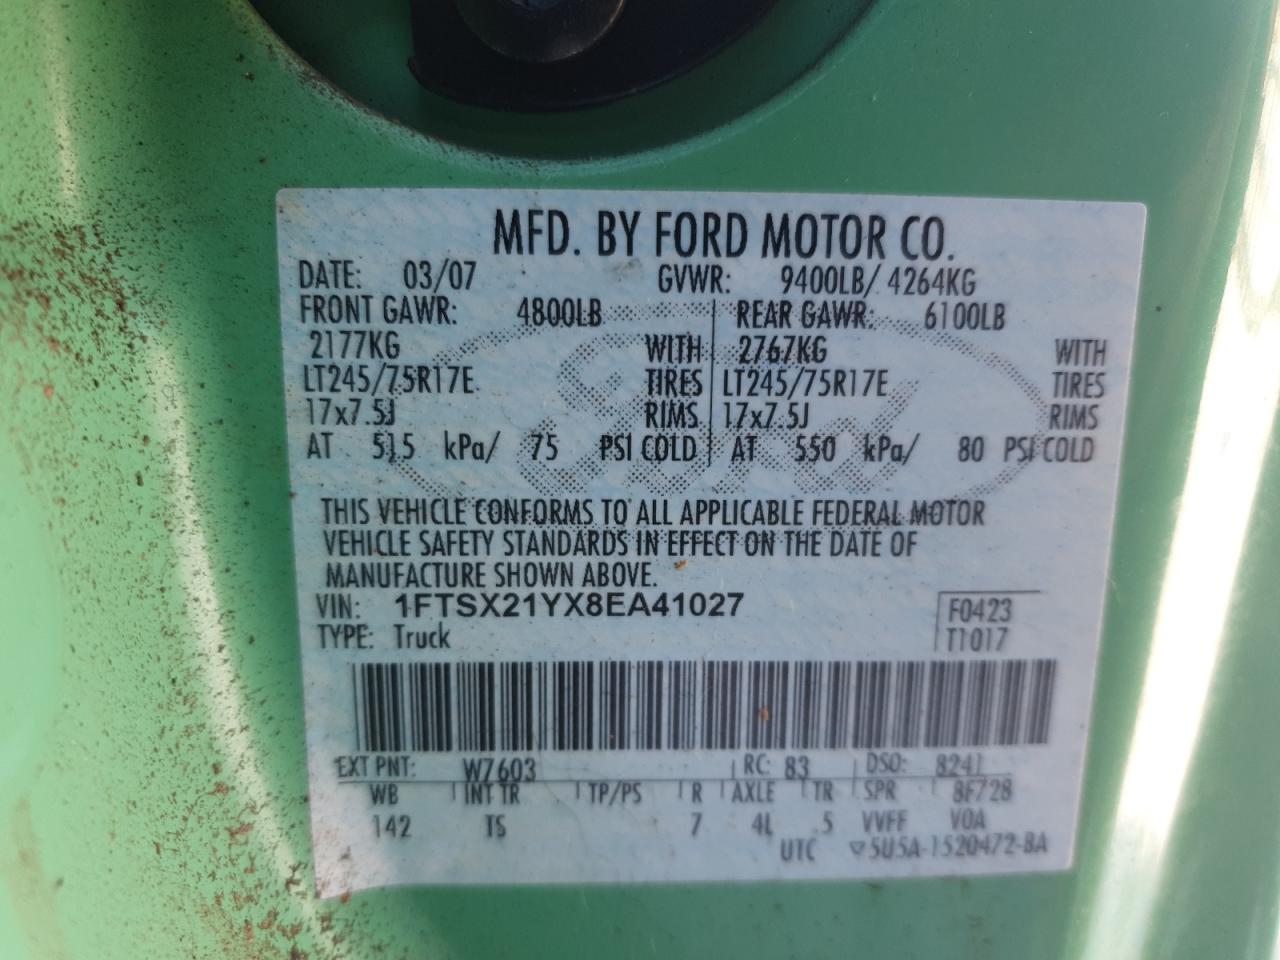 MFD. BY FORD MOTOR CO.
DATE: 03/07 GVWR: 9400LB/ 4264KG
FRONT GAWR: 4800LB REAR GAWR: 6100LB
2177KG WITH 2767KG WITH
LT245/75R17E TIRES LT245/75R17E TIRES
17x7.5J RIMS 17x7.5J RIMS
AT 515 kPa/ 75 PSI COLD AT 550 kPa/ 80 PSI COLD
THIS VEHICLE CONFORMS TO ALL APPLICABLE FEDERAL MOTOR
VEHICLE SAFETY STANDARDS IN EFFECT ON THE DATE OF
MANUFACTURE SHOWN ABOVE.
VIN: 1FTSX21YX8EA41027 F0423
TYPE: Truck T1017
EXT PNT: W7603 RC: 83 DSO: 8241
WB INT TR TP/PS R AXLE TR SPR 8F728
142 TS 7 4L 5 VVFF VOA
UTC ▽5U5A-1520472-BA